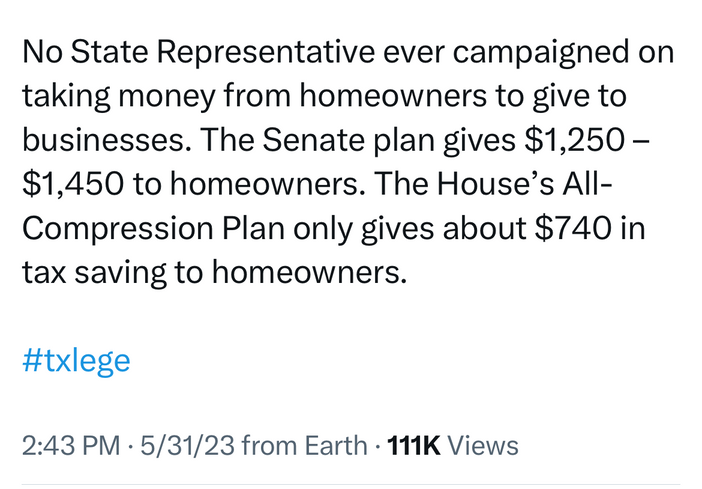 No State Representative ever campaigned on
taking money from homeowners to give to
businesses. The Senate plan gives $1,250 –
$1,450 to homeowners. The House’s All-
Compression Plan only gives about $740 in
tax saving to homeowners.
#txlege
2:43 PM · 5/31/23 from Earth · 111K Views